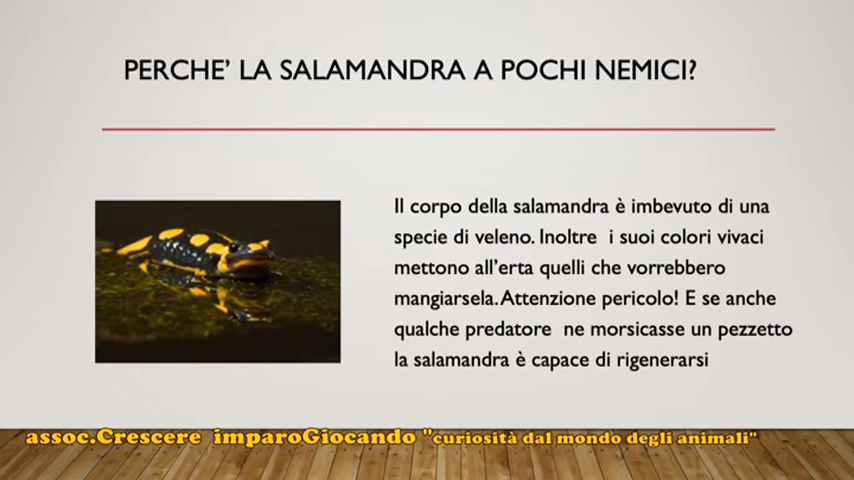 PERCHE’ LA SALAMANDRA A POCHI NEMICI?
Il corpo della salamandra è imbevuto di una
specie di veleno. Inoltre i suoi colori vivaci
mettono all’erta quelli che vorrebbero
mangiarsela. Attenzione pericolo! E se anche
qualche predatore ne morsicasse un pezzetto
la salamandra è capace di rigenerarsi
assoc.Crescere imparoGiocando "curiosità dal mondo degli animali"